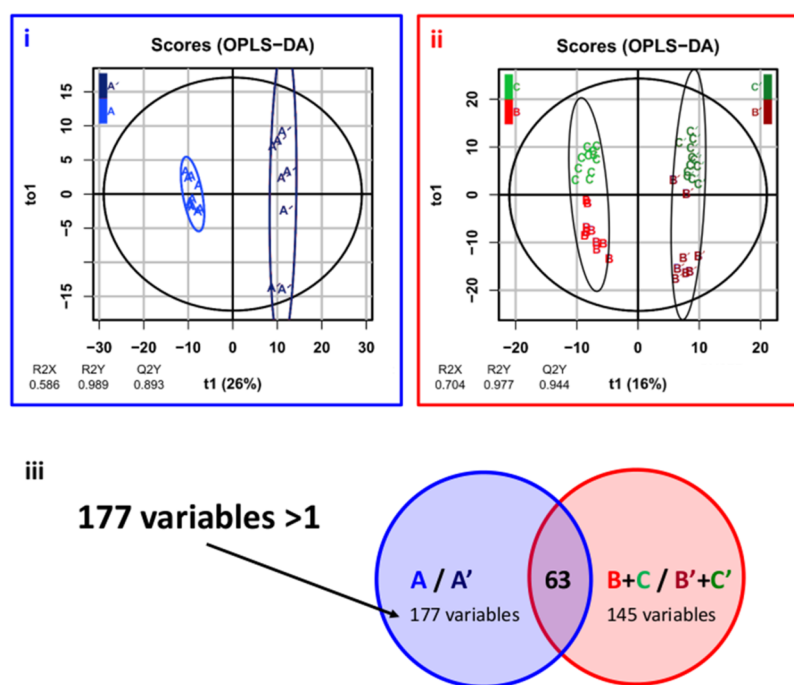 i
Scores (OPLS−DA)
A´
A
to1
15
10
5
0
−5
−15
A´
A´
A´
A´
A´
A´
A´
A´
A
A
A
A
A
A
A
A
−30 −20 −10 0 10 20 30
R2X R2Y Q2Y
0.586 0.989 0.893 t1 (26%)
ii
Scores (OPLS−DA)
C C´
B B´
to1
20
10
0
−10
−20
C
C
C
C
C
C
B
B
B
B
B
B
C´
C´
C´
C´
C´
B´
B´
B´
B´
B´
B´
−20 −10 0 10 20
R2X R2Y Q2Y
0.704 0.977 0.944 t1 (16%)
iii
177 variables >1
A / A’ 63 B+C / B’+C’
177 variables 145 variables